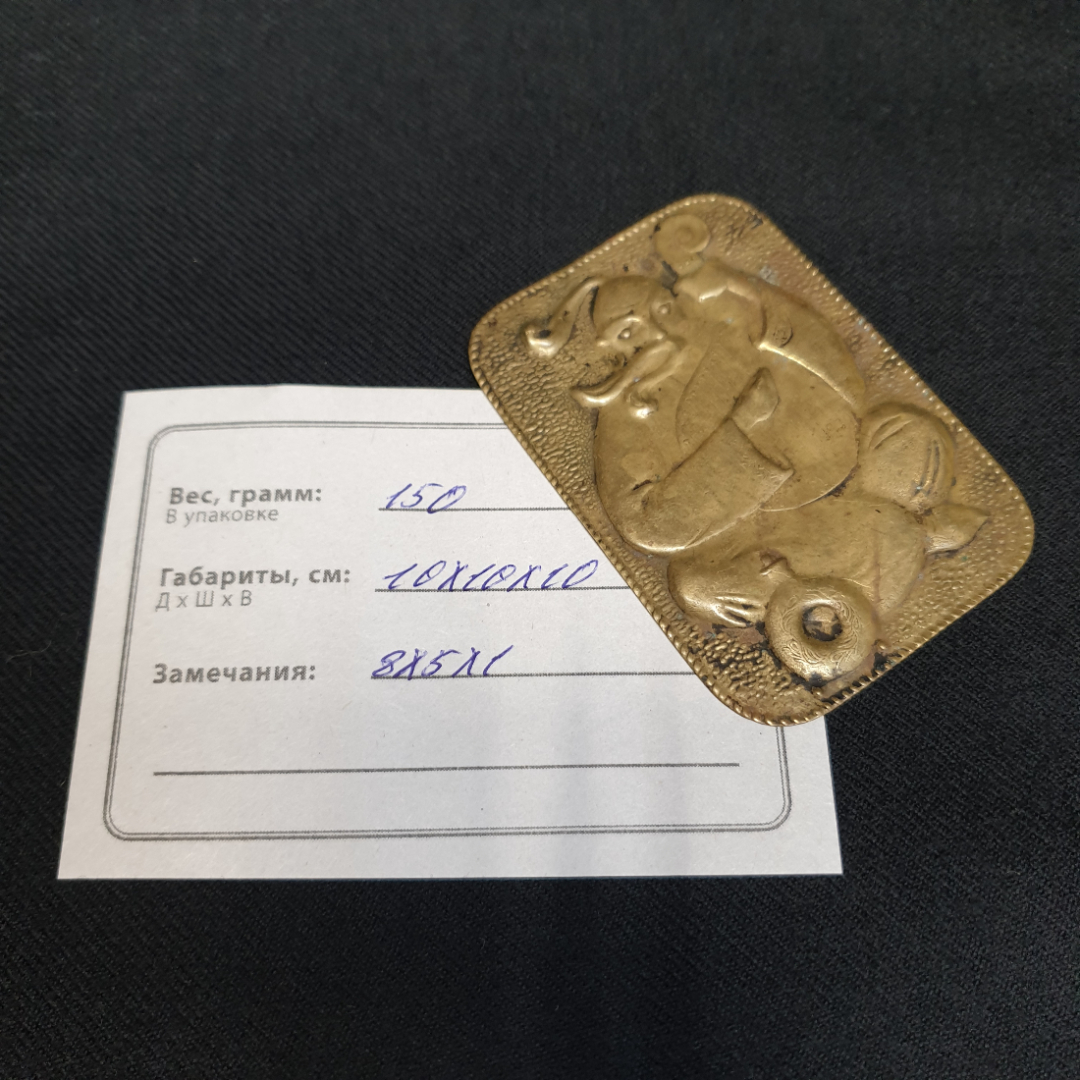 Вес, грамм: 150
В упаковке
Габариты, см: 10х10х10
Д х Ш х В
Замечания: 8х5х1